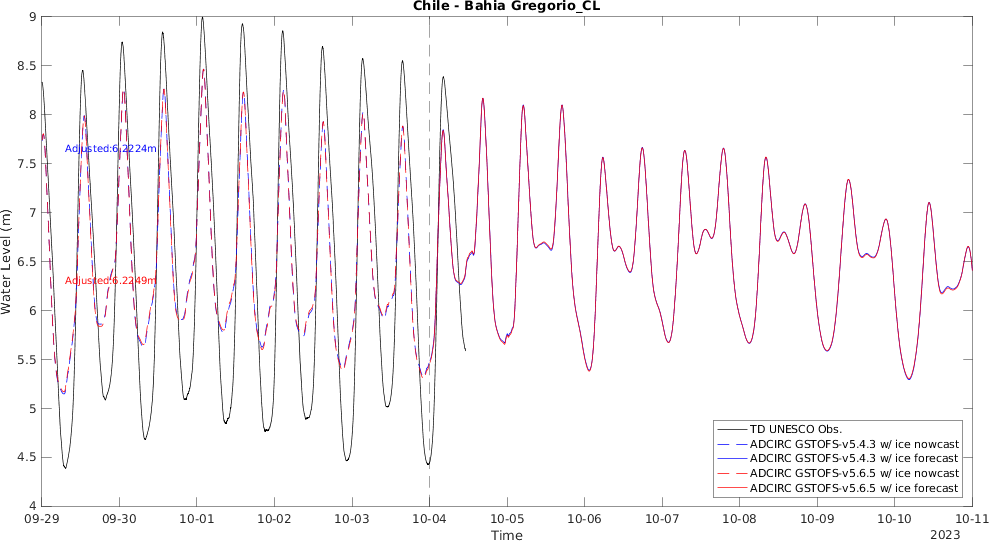 Chile - Bahia Gregorio_CL
Water Level (m)
9
8.5
8
7.5
7
6.5
6
5.5
5
4.5
4
Adjusted:6.2224m
Adjusted:6.2249m
TD UNESCO Obs.
ADCIRC GSTOFS-v5.4.3 w/ ice nowcast
ADCIRC GSTOFS-v5.4.3 w/ ice forecast
ADCIRC GSTOFS-v5.6.5 w/ ice nowcast
ADCIRC GSTOFS-v5.6.5 w/ ice forecast
09-29 09-30 10-01 10-02 10-03 10-04 10-05 10-06 10-07 10-08 10-09 10-10 10-11
Time
2023